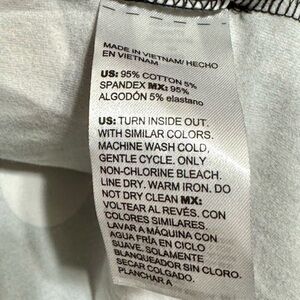 MADE IN VIETNAM/ HECHO
EN VIETNAM
US: 95% COTTON 5%
SPANDEX MX: 95%
ALGODÓN 5% elastano
US: TURN INSIDE OUT.
WITH SIMILAR COLORS.
MACHINE WASH COLD,
GENTLE CYCLE. ONLY
NON-CHLORINE BLEACH.
LINE DRY. WARM IRON. DO
NOT DRY CLEAN MX:
VOLTEAR AL REVÉS. CON
COLORES SIMILARES.
LAVAR A MÁQUINA CON
AGUA FRÍA EN CICLO
SUAVE. SOLAMENTE
BLANQUEADOR SIN CLORO.
SECAR COLGADO.
PLANCHAR A